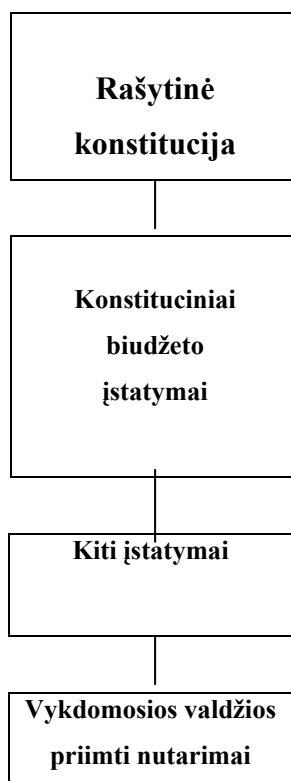 Rašytinė
konstitucija
Konstituciniai
biudžeto
įstatymai
Kiti įstatymai
Vykdomosios valdžios
priimti nutarimai